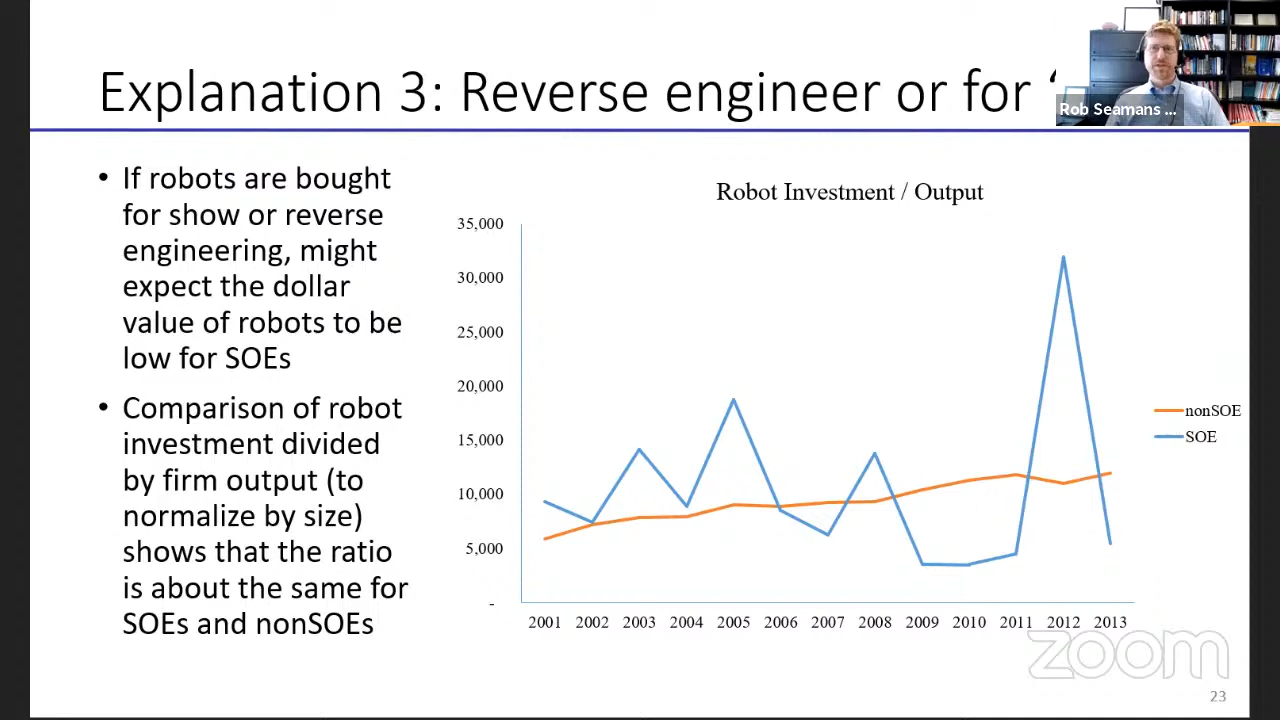 Explanation 3: Reverse engineer or for ‘
Rob Seamans ...
• If robots are bought
for show or reverse
engineering, might
expect the dollar
value of robots to be
low for SOEs
• Comparison of robot
investment divided
by firm output (to
normalize by size)
shows that the ratio
is about the same for
SOEs and nonSOEs
Robot Investment / Output
35,000
30,000
25,000
20,000
15,000
10,000
5,000
-
2001 2002 2003 2004 2005 2006 2007 2008 2009 2010 2011 2012 2013
nonSOE
SOE
zoom
23